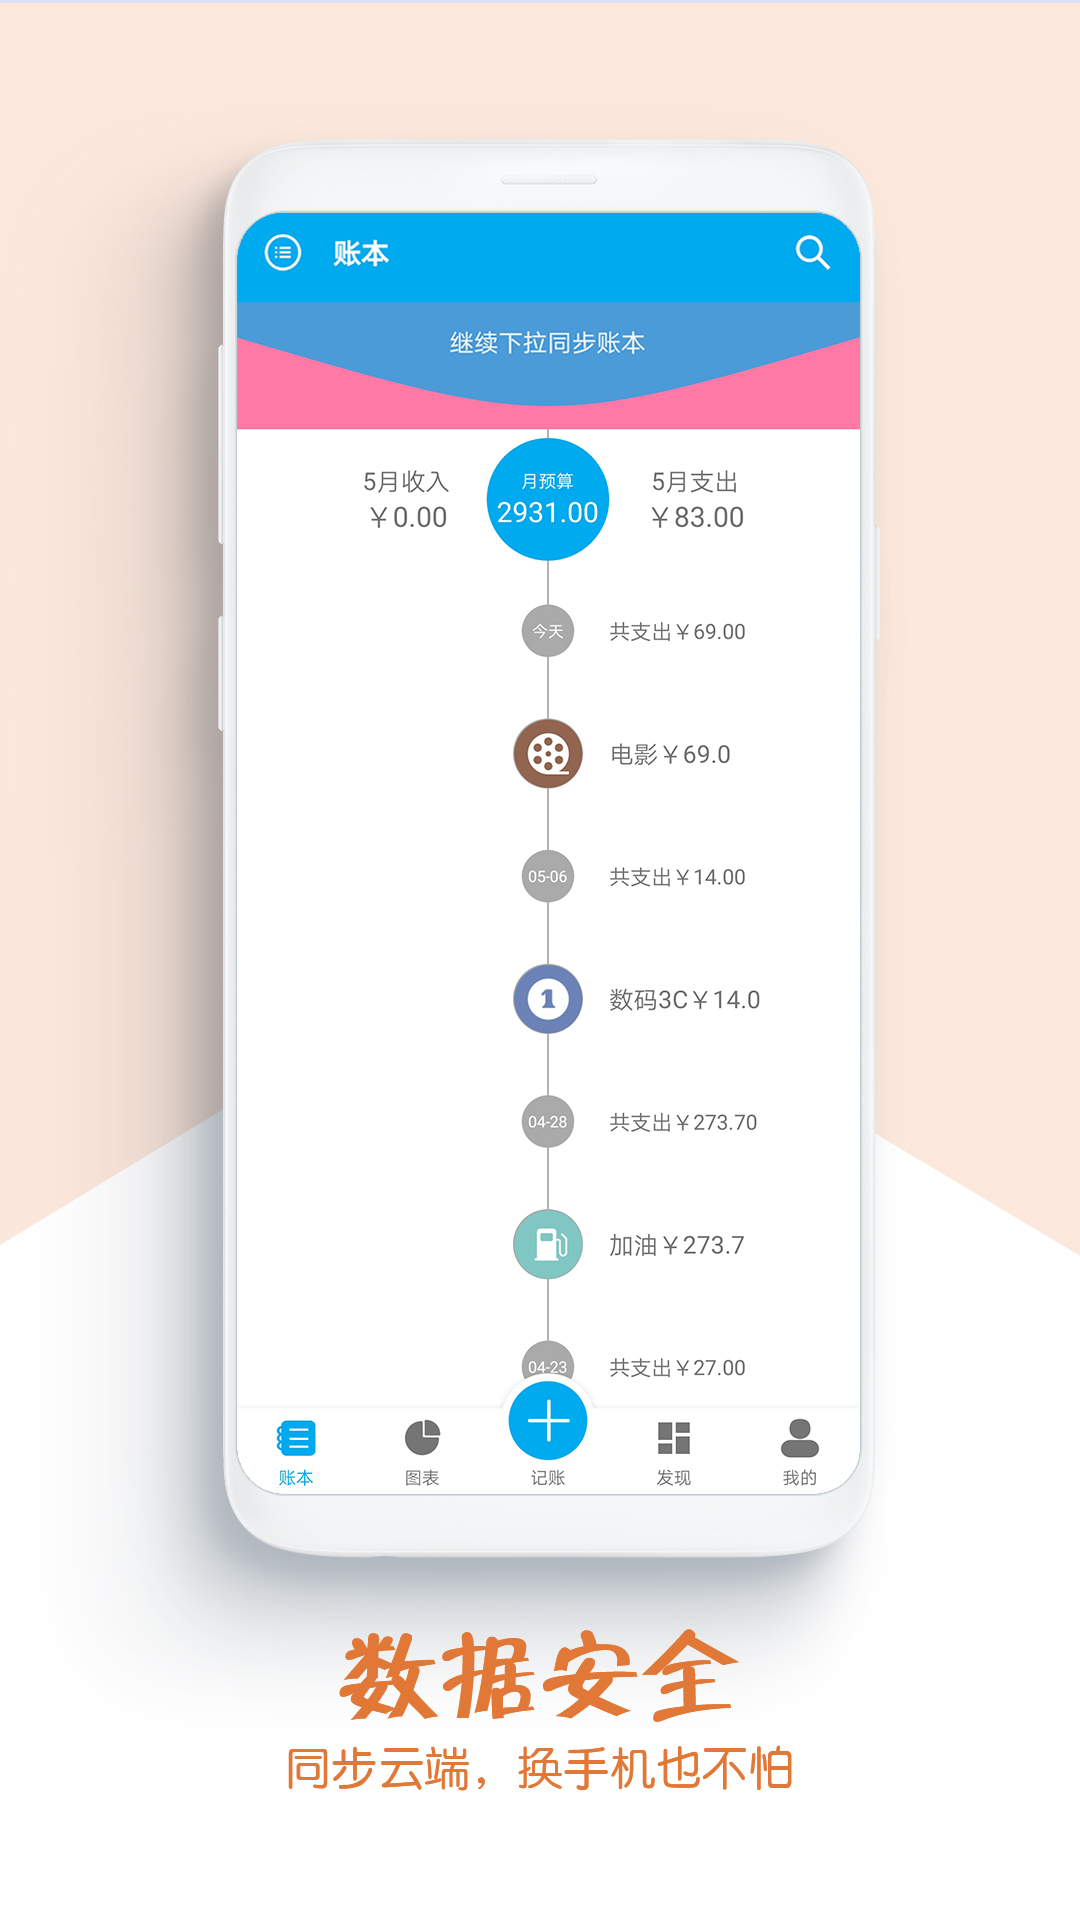 账本
继续下拉同步账本
5月收入
月预算
5月支出
￥0.00
2931.00
￥83.00
今天
共支出￥69.00
电影￥69.0
05-06
共支出￥14.00
1
数码3C￥14.0
04-28
共支出￥273.70
加油￥273.7
04-23
共支出￥27.00
账本
图表
记账
发现
我的
数据安全
同步云端，换手机也不怕